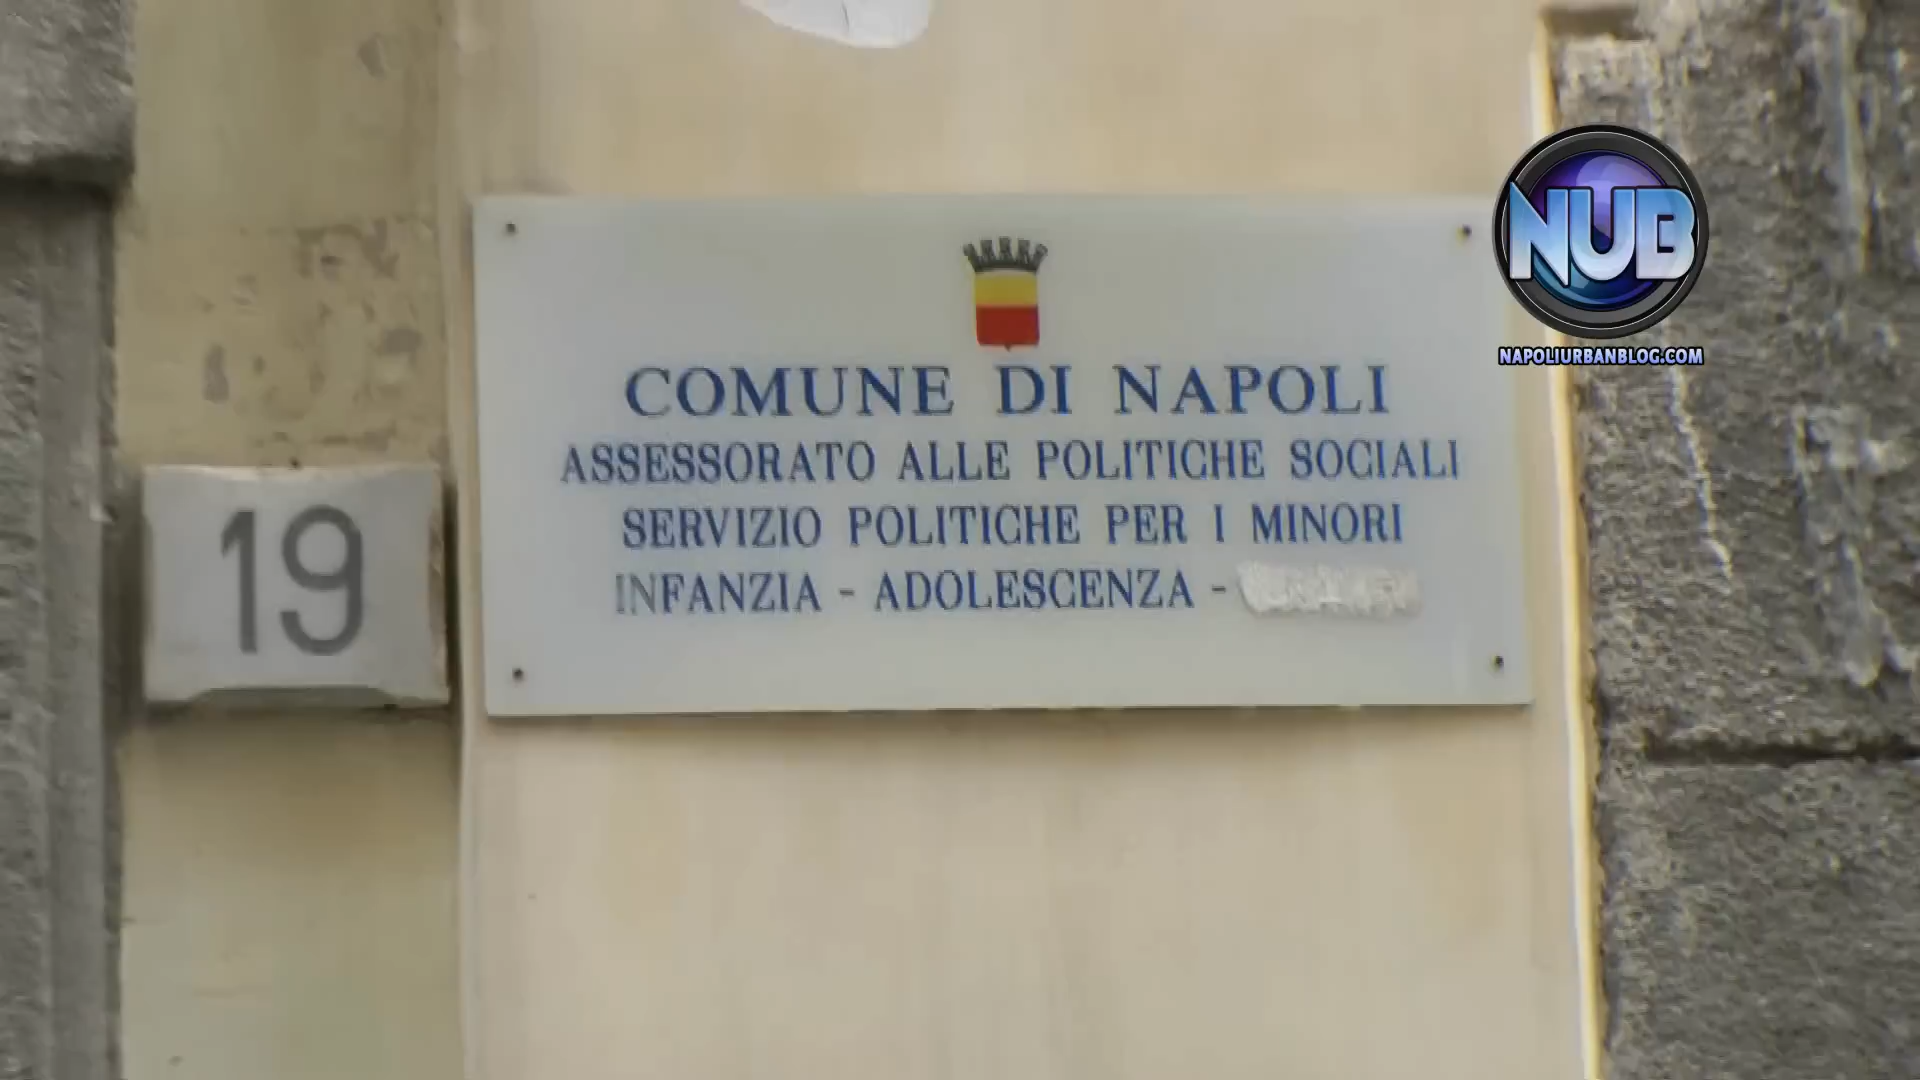 NUB
NAPOLIURBANBLOG.COM
COMUNE DI NAPOLI
ASSESSORATO ALLE POLITICHE SOCIALI
SERVIZIO POLITICHE PER I MINORI
INFANZIA - ADOLESCENZA -
19